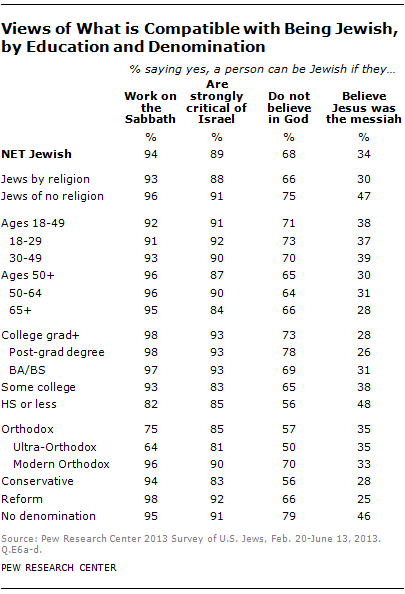 Views of What is Compatible with Being Jewish,
by Education and Denomination
% saying yes, a person can be Jewish if they…
Work on the Sabbath Are strongly critical of Israel Do not believe in God Believe Jesus was the messiah
% % % %
NET Jewish 94 89 68 34
Jews by religion 93 88 66 30
Jews of no religion 96 91 75 47
Ages 18-49 92 91 71 38
18-29 91 92 73 37
30-49 93 90 70 39
Ages 50+ 96 87 65 30
50-64 96 90 64 31
65+ 95 84 66 28
College grad+ 98 93 73 28
Post-grad degree 98 93 78 26
BA/BS 97 93 69 31
Some college 93 83 65 38
HS or less 82 85 56 48
Orthodox 75 85 57 35
Ultra-Orthodox 64 81 50 35
Modern Orthodox 96 90 70 33
Conservative 94 83 56 28
Reform 98 92 66 25
No denomination 95 91 79 46
Source: Pew Research Center 2013 Survey of U.S. Jews, Feb. 20-June 13, 2013.
Q.E6a-d.
PEW RESEARCH CENTER